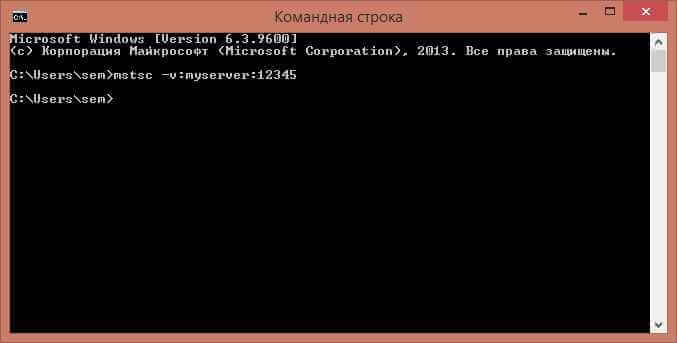 Командная строка
Microsoft Windows [Version 6.3.9600]
(c) Корпорация Майкрософт (Microsoft Corporation), 2013. Все права защищены.
C:\Users\sem>mstsc -v:myserver:12345
C:\Users\sem>